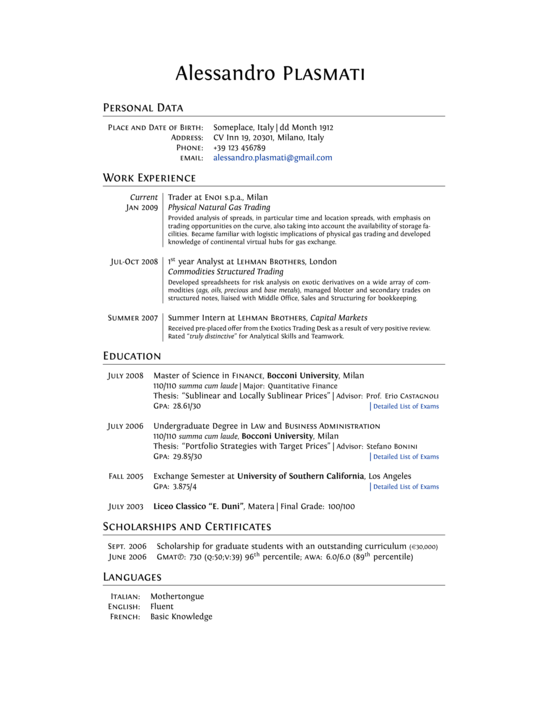 Alessandro PLASMATI
PERSONAL DATA
PLACE AND DATE OF BIRTH: Someplace, Italy | dd Month 1912
ADDRESS: CV Inn 19, 20301, Milano, Italy
PHONE: +39 123 456789
EMAIL: alessandro.plasmati@gmail.com
WORK EXPERIENCE
Current | Trader at ENOI s.p.a., Milan
JAN 2009 | Physical Natural Gas Trading
Provided analysis of spreads, in particular time and location spreads, with emphasis on
trading opportunities on the curve, also taking into account the availability of storage fa-
cilities. Became familiar with logistic implications of physical gas trading and developed
knowledge of continental virtual hubs for gas exchange.
JUL-OCT 2008 | 1st year Analyst at LEHMAN BROTHERS, London
Commodities Structured Trading
Developed spreadsheets for risk analysis on exotic derivatives on a wide array of com-
modities (ags, oils, precious and base metals), managed blotter and secondary trades on
structured notes, liaised with Middle Office, Sales and Structuring for bookkeeping.
SUMMER 2007 | Summer Intern at LEHMAN BROTHERS, Capital Markets
Received pre-placed offer from the Exotics Trading Desk as a result of very positive review.
Rated "truly distinctive" for Analytical Skills and Teamwork.
EDUCATION
JULY 2008 Master of Science in FINANCE, Bocconi University, Milan
110/110 summa cum laude | Major: Quantitative Finance
Thesis: "Sublinear and Locally Sublinear Prices" | Advisor: Prof. Erio CASTAGNOLI
GPA: 28.61/30 | Detailed List of Exams
JULY 2006 Undergraduate Degree in LAW and BUSINESS ADMINISTRATION
110/110 summa cum laude, Bocconi University, Milan
Thesis: "Portfolio Strategies with Target Prices" | Advisor: Stefano BONINI
GPA: 29.85/30 | Detailed List of Exams
FALL 2005 Exchange Semester at University of Southern California, Los Angeles
GPA: 3.875/4 | Detailed List of Exams
JULY 2003 Liceo Classico "E. Duni", Matera | Final Grade: 100/100
SCHOLARSHIPS AND CERTIFICATES
SEPT. 2006 Scholarship for graduate students with an outstanding curriculum (€30,000)
JUNE 2006 GMAT®: 730 (Q:50;V:39) 96th percentile; AWA: 6.0/6.0 (89th percentile)
LANGUAGES
ITALIAN: Mothertongue
ENGLISH: Fluent
FRENCH: Basic Knowledge